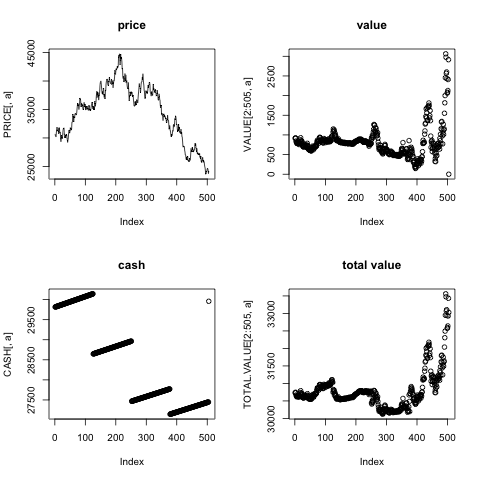 price
PRICE[, a]
45000
35000
25000
0 100 200 300 400 500
Index
value
VALUE[2:505, a]
2500
1500
500
0
0 100 200 300 400 500
Index
cash
CASH[, a]
29500
28500
27500
0 100 200 300 400 500
Index
total value
TOTAL.VALUE[2:505, a]
33000
31500
30000
0 100 200 300 400 500
Index